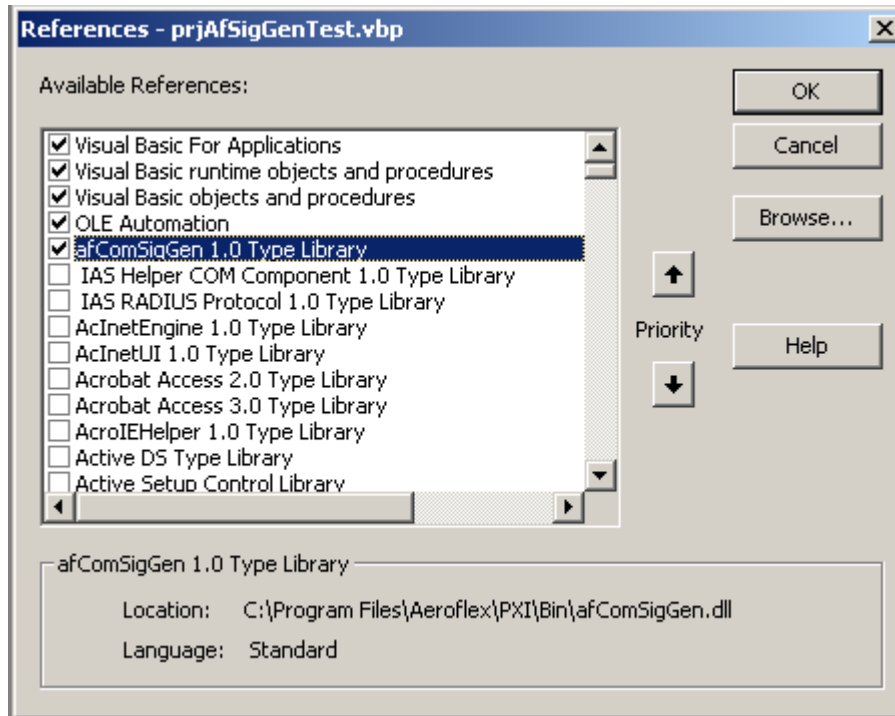 References - prjAfSigGenTest.vbp
Available References:
OK
Cancel
Browse...
Priority
Help
Visual Basic For Applications
Visual Basic runtime objects and procedures
Visual Basic objects and procedures
OLE Automation
afComSigGen 1.0 Type Library
IAS Helper COM Component 1.0 Type Library
IAS RADIUS Protocol 1.0 Type Library
AcInetEngine 1.0 Type Library
AcInetUI 1.0 Type Library
Acrobat Access 2.0 Type Library
Acrobat Access 3.0 Type Library
AcroIEHelper 1.0 Type Library
Active DS Type Library
Active Setup Control Library
afComSigGen 1.0 Type Library
Location: C:\Program Files\Aeroflex\PXI\Bin\afComSigGen.dll
Language: Standard